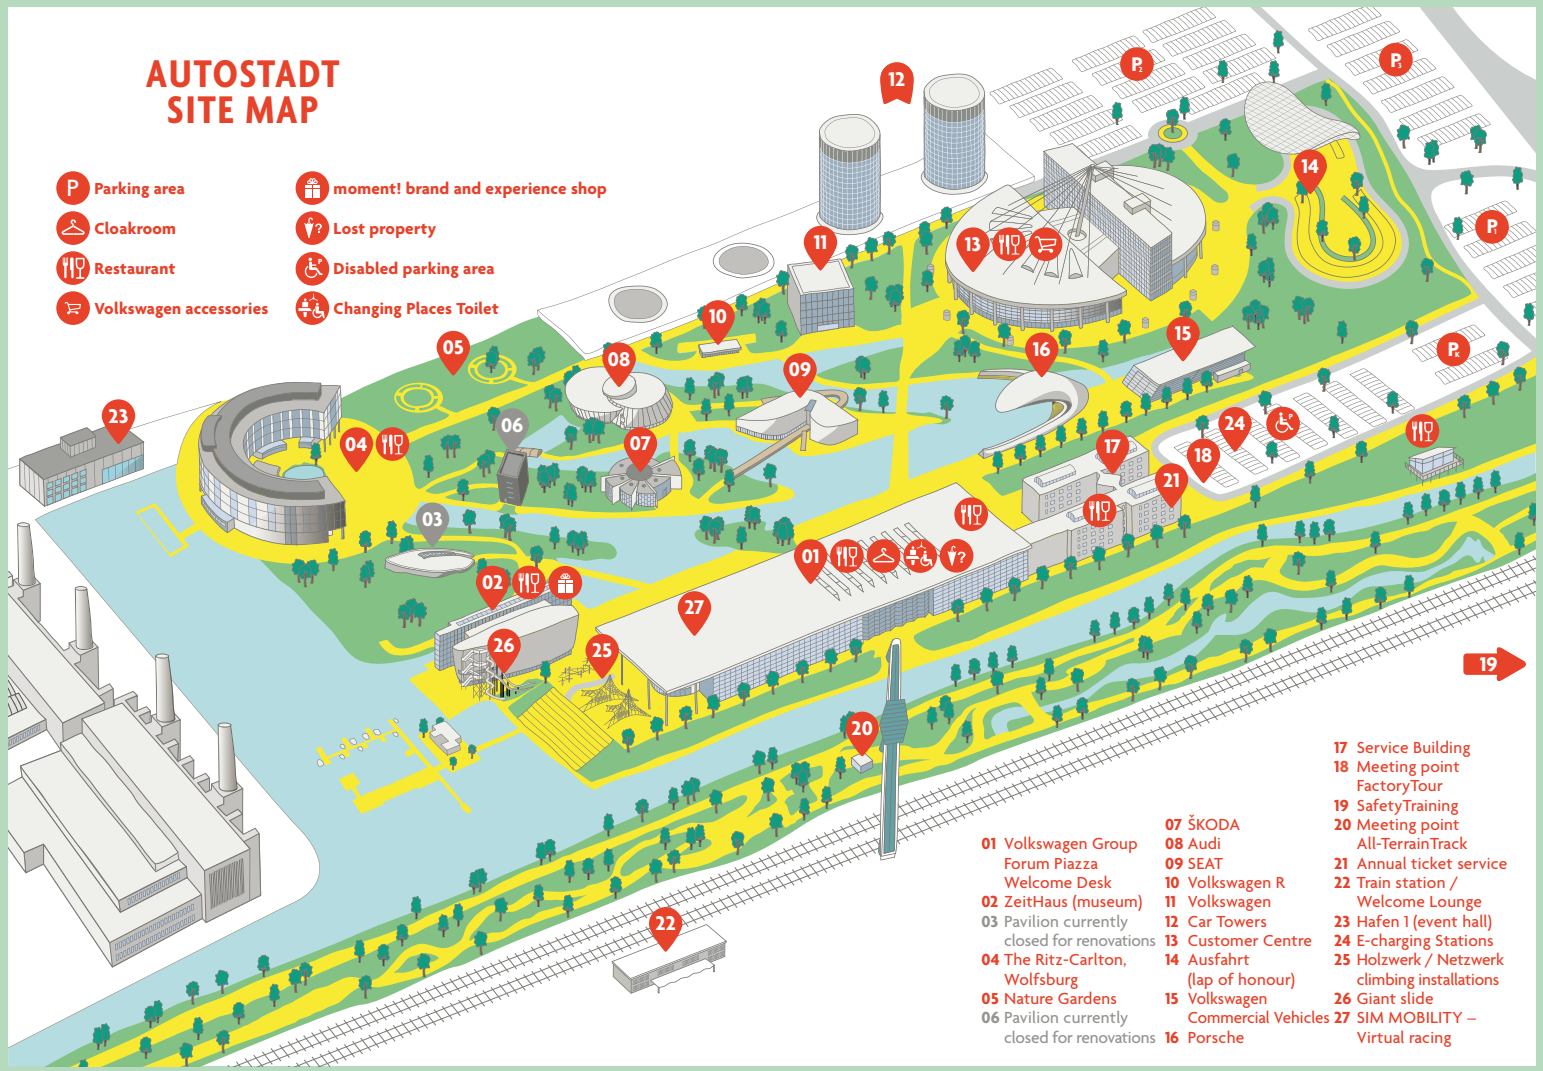 AUTOSTADT
SITE MAP
P Parking area
Cloakroom
Restaurant
Volkswagen accessories
moment! brand and experience shop
? Lost property
P Disabled parking area
Changing Places Toilet
12
P2
P3
14
P1
11
13
10
15
05
08
16
PK
09
23
06
04
07
17
24
P
18
21
03
01
?
02
27
26
25
19
20
22
01 Volkswagen Group
Forum Piazza
Welcome Desk
02 ZeitHaus (museum)
03 Pavilion currently
closed for renovations
04 The Ritz-Carlton,
Wolfsburg
05 Nature Gardens
06 Pavilion currently
closed for renovations
07 ŠKODA
08 Audi
09 SEAT
10 Volkswagen R
11 Volkswagen
12 Car Towers
13 Customer Centre
14 Ausfahrt
(lap of honour)
15 Volkswagen
Commercial Vehicles
16 Porsche
17 Service Building
18 Meeting point
FactoryTour
19 SafetyTraining
20 Meeting point
All-TerrainTrack
21 Annual ticket service
22 Train station /
Welcome Lounge
23 Hafen 1 (event hall)
24 E-charging Stations
25 Holzwerk / Netzwerk
climbing installations
26 Giant slide
27 SIM MOBILITY –
Virtual racing